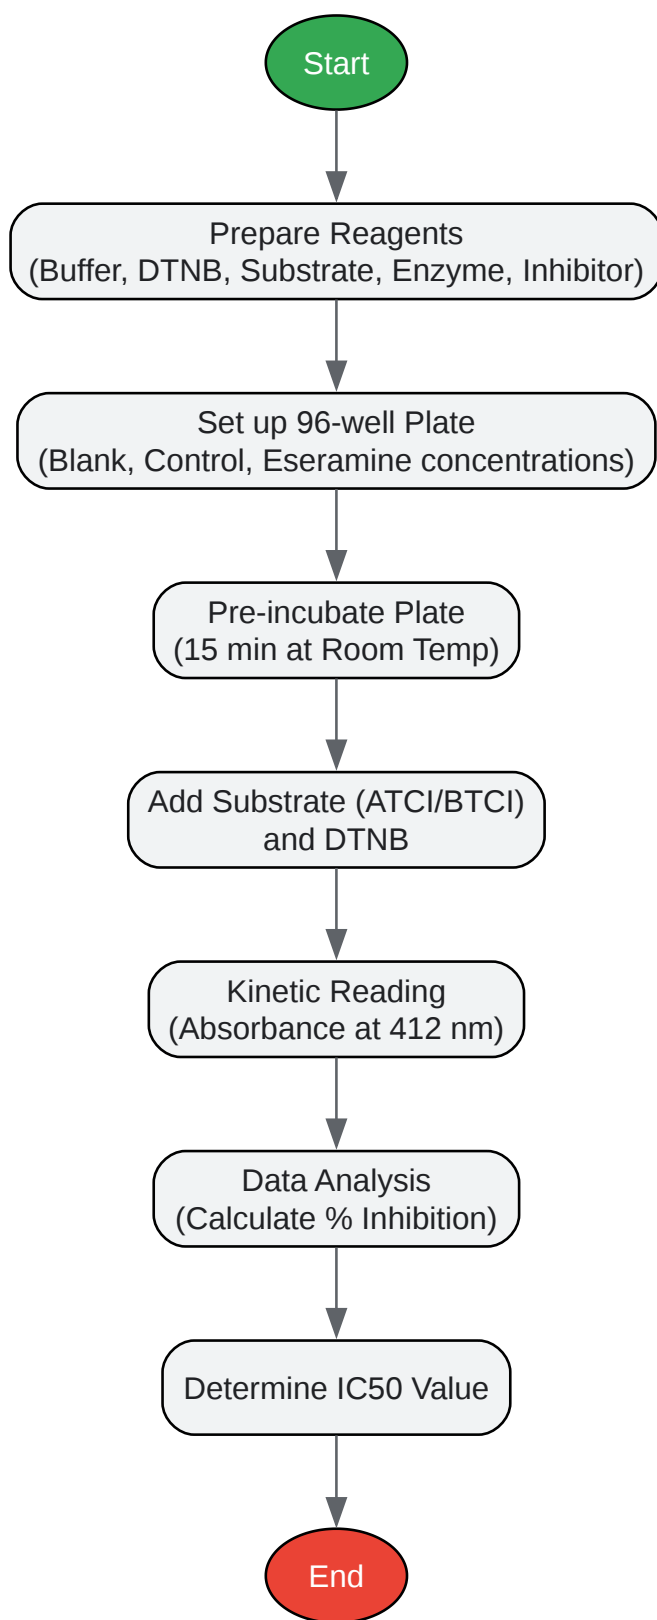 Start
Prepare Reagents
(Buffer, DTNB, Substrate, Enzyme, Inhibitor)
Set up 96-well Plate
(Blank, Control, Eseramine concentrations)
Pre-incubate Plate
(15 min at Room Temp)
Add Substrate (ATCI/BTCI)
and DTNB
Kinetic Reading
(Absorbance at 412 nm)
Data Analysis
(Calculate % Inhibition)
Determine IC50 Value
End